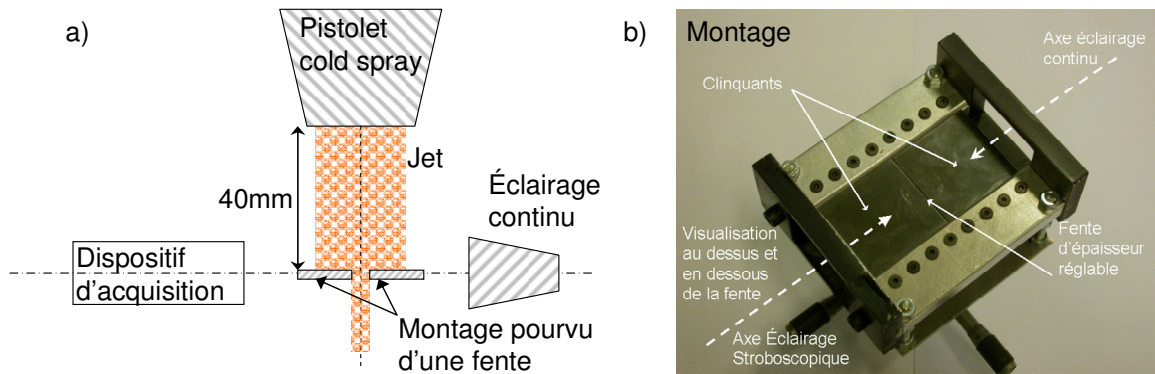 a)
Pistolet
cold spray
Jet
40mm
Éclairage
continu
Dispositif
d'acquisition
Montage pourvu
d'une fente
b)
Montage
Axe éclairage
continu
Clinquants
Visualisation
au dessus et en
dessous
de la fente
Fente
d'épaisseur
réglable
Axe Éclairage
Stroboscopique